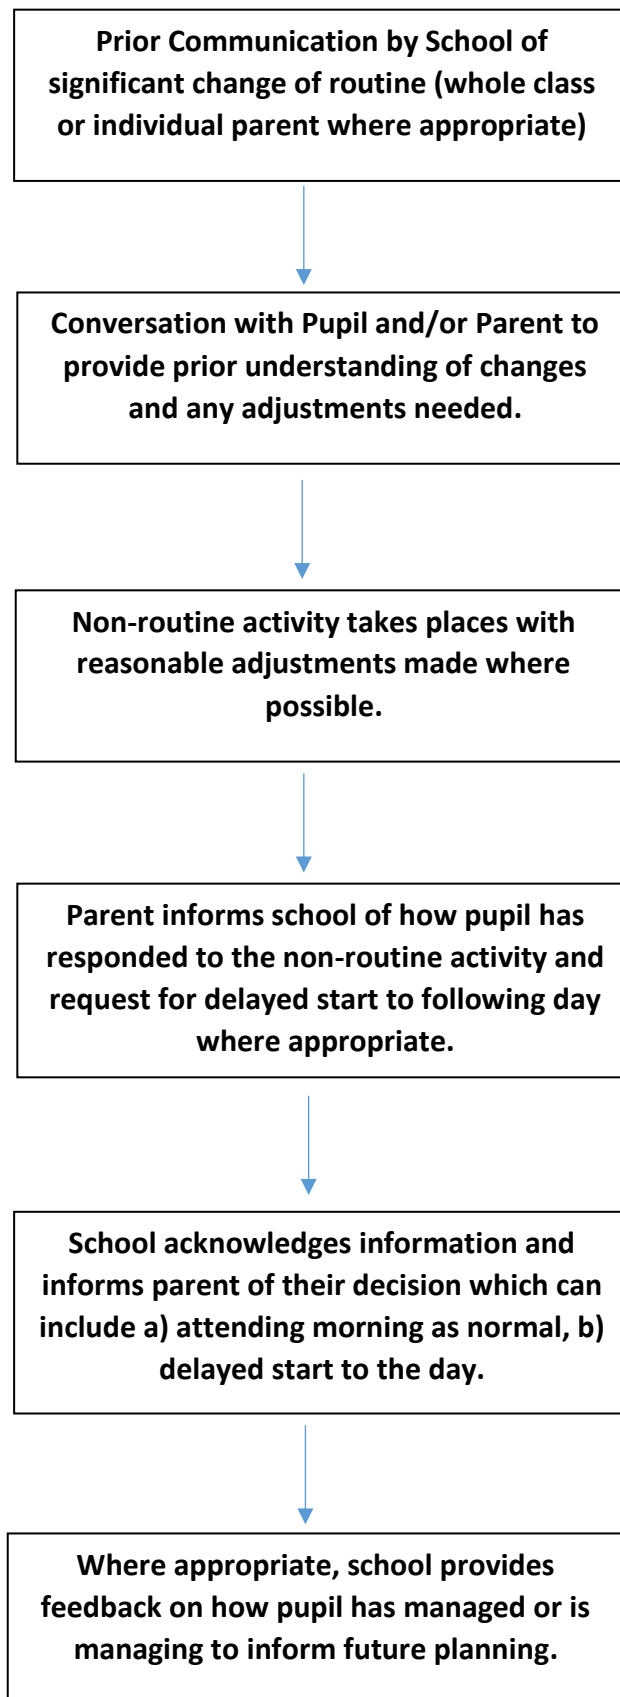 Prior Communication by School of
significant change of routine (whole class
or individual parent where appropriate)
Conversation with Pupil and/or Parent to
provide prior understanding of changes
and any adjustments needed.
Non-routine activity takes places with
reasonable adjustments made where
possible.
Parent informs school of how pupil has
responded to the non-routine activity and
request for delayed start to following day
where appropriate.
School acknowledges information and
informs parent of their decision which can
include a) attending morning as normal, b)
delayed start to the day.
Where appropriate, school provides
feedback on how pupil has managed or is
managing to inform future planning.